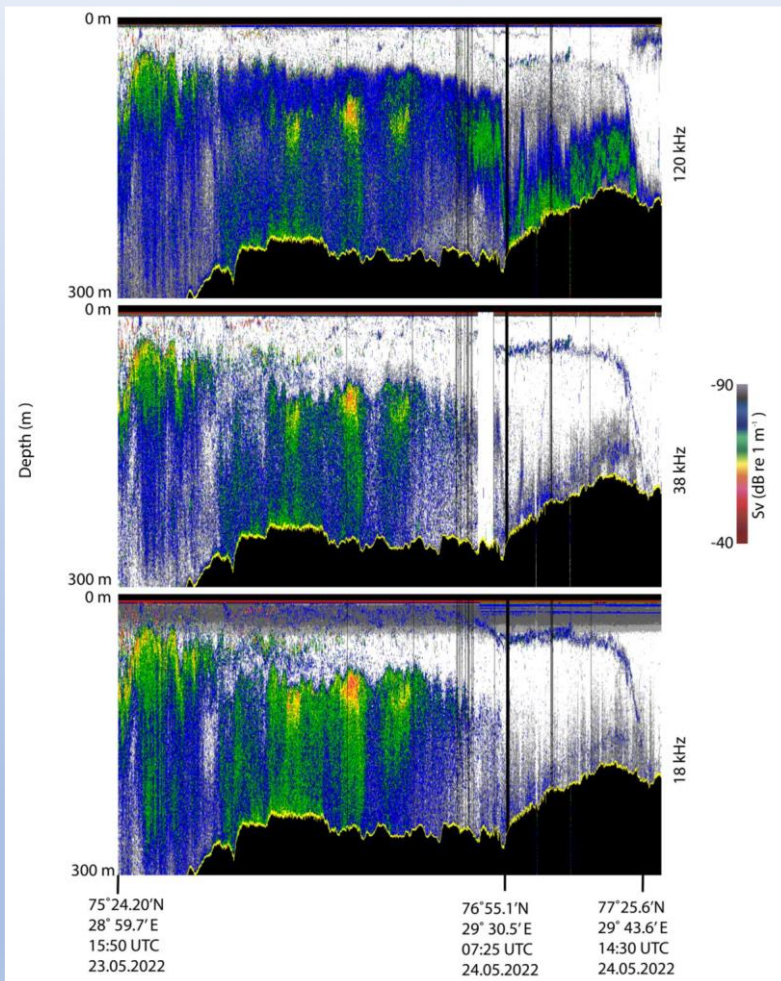 0 m
120 kHz
300 m
0 m
Depth (m )
38 kHz
-90
Sv (dB re 1 m⁻¹ )
-40
300 m
0 m
18 kHz
300 m
75° 24.20'N
28° 59.7' E
15:50 UTC
23.05.2022
76°55.1'N
29° 30.5' E
07:25 UTC
24.05.2022
77°25.6'N
29° 43.6' E
14:30 UTC
24.05.2022